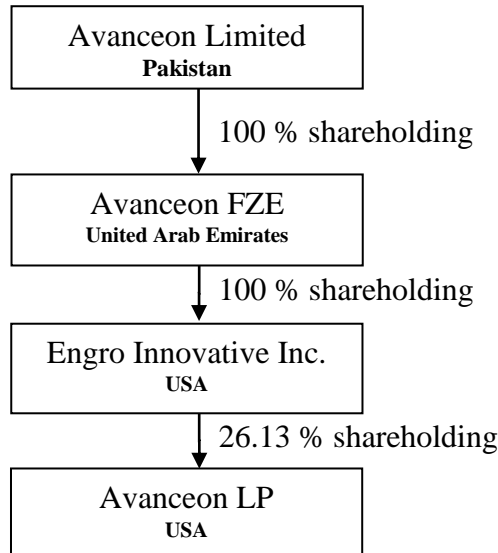 Avanceon Limited
Pakistan
100 % shareholding
Avanceon FZE
United Arab Emirates
100 % shareholding
Engro Innovative Inc.
USA
26.13 % shareholding
Avanceon LP
USA